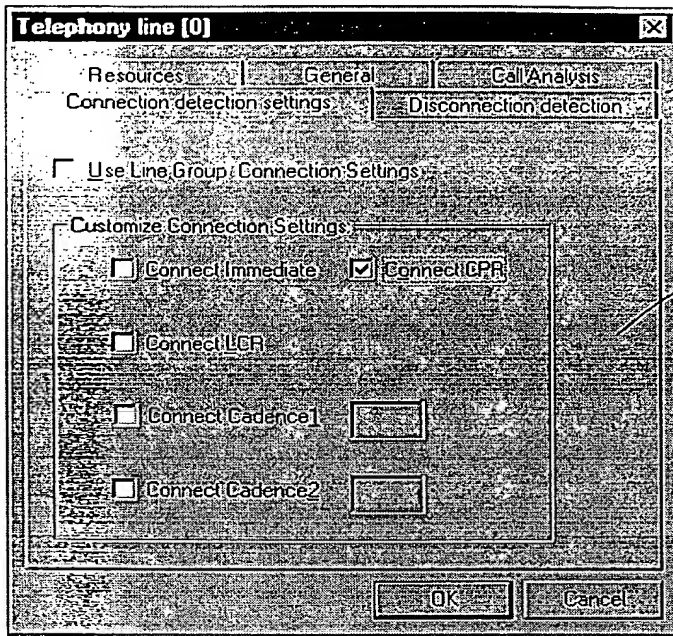 Telephony line [0]
Resources General Call Analysis
Connection detection settings Disconnection detection
Use Line Group Connection Settings
Customize Connection Settings
Connect Immediate Connect CPR
Connect LCR
Connect Cadence1
Connect Cadence2
OK Cancel